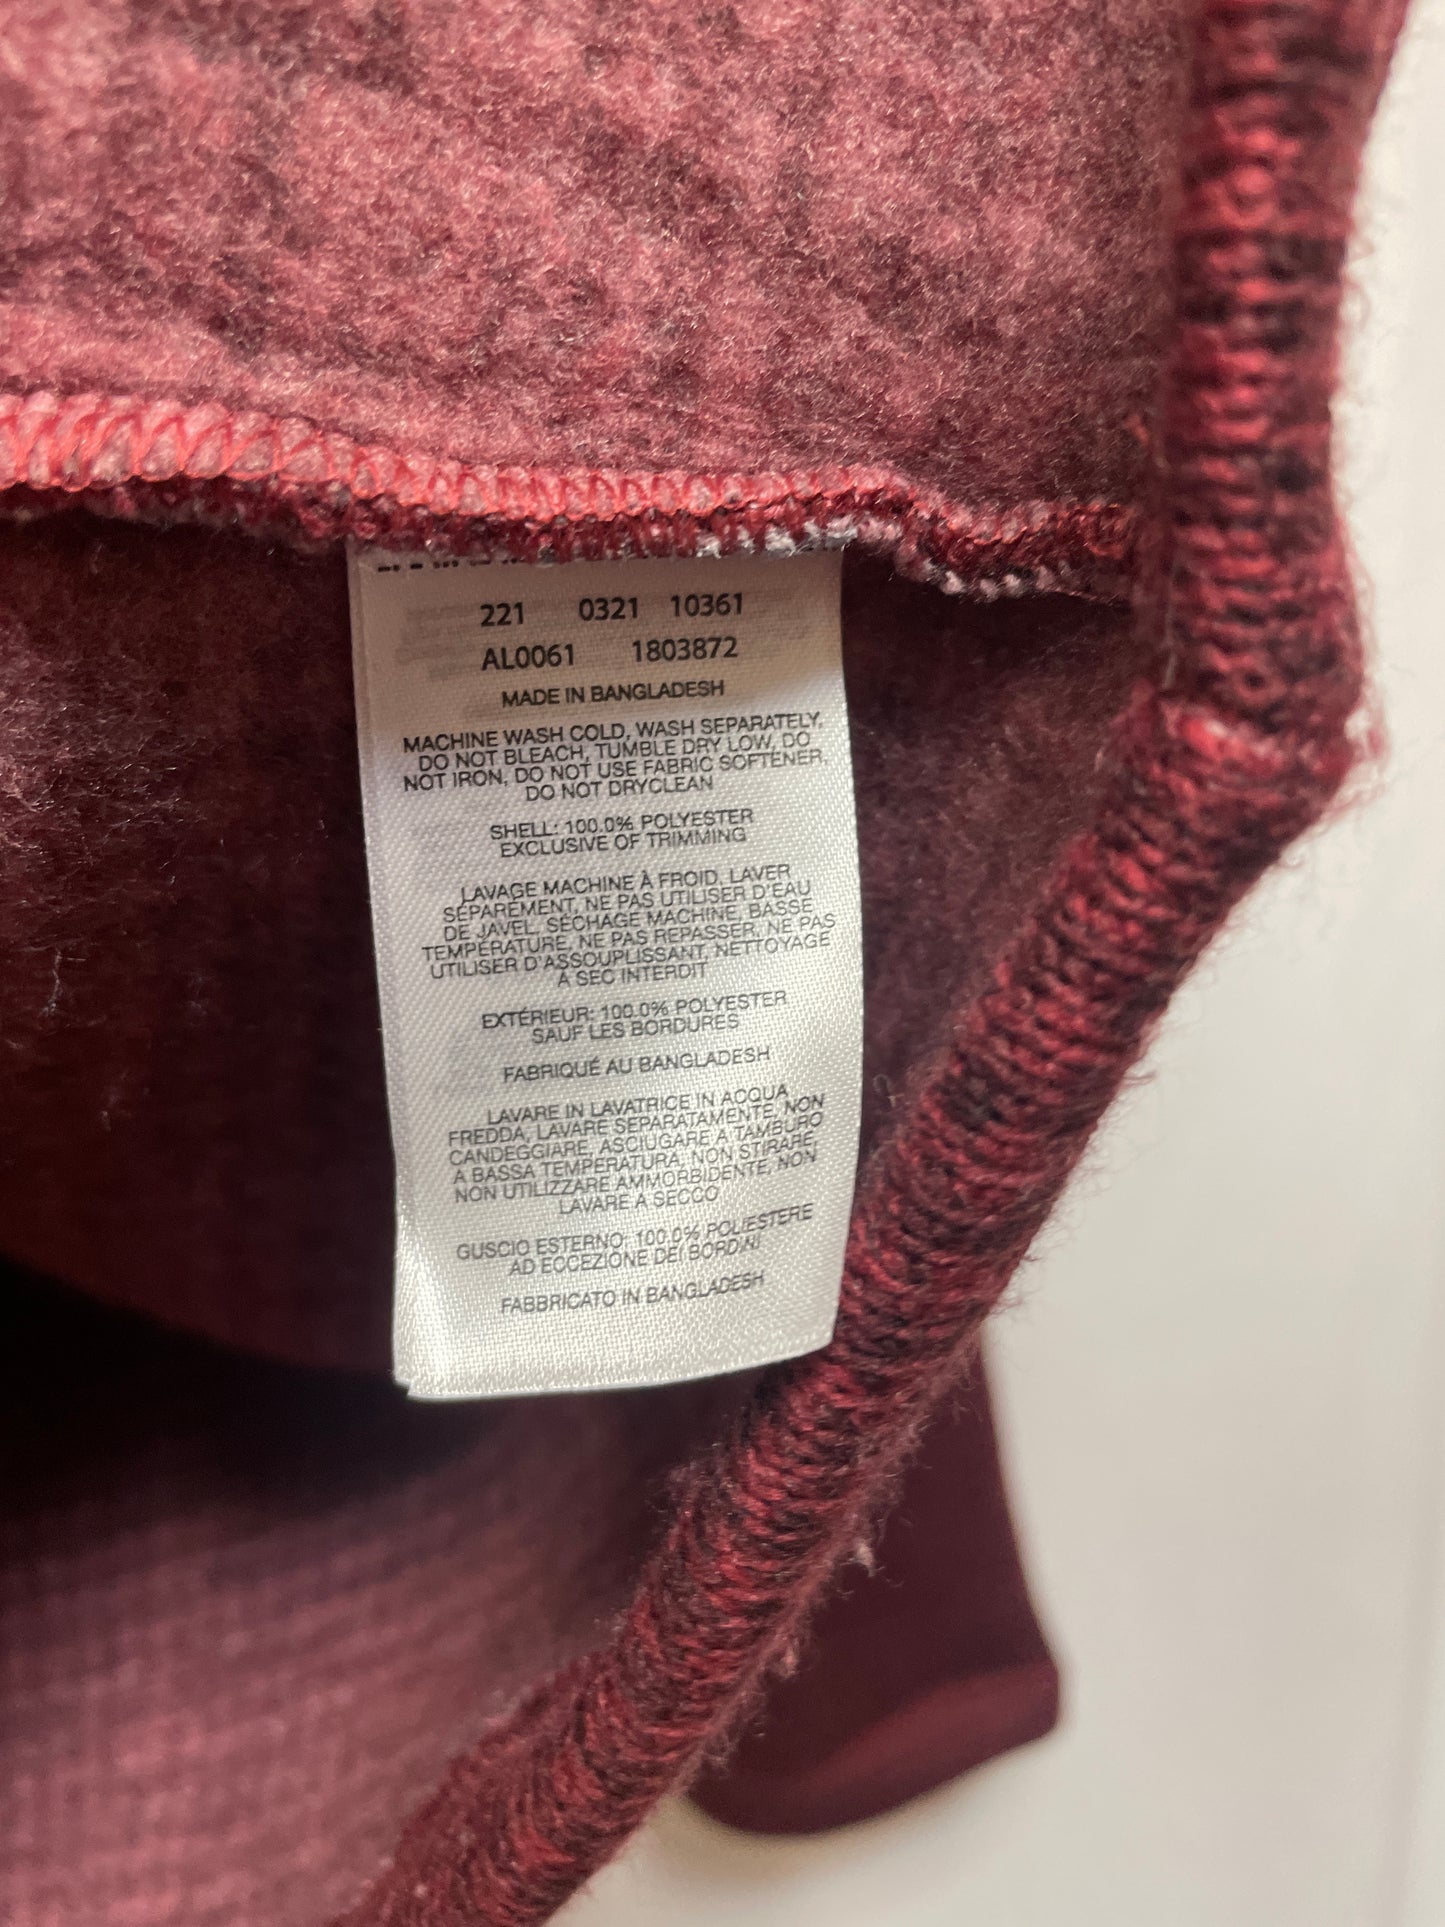 221 0321 10361
AL0061 1803872
MADE IN BANGLADESH
MACHINE WASH COLD, WASH SEPARATELY,
DO NOT BLEACH, TUMBLE DRY LOW, DO
NOT IRON, DO NOT USE FABRIC SOFTENER,
DO NOT DRYCLEAN
SHELL: 100.0% POLYESTER
EXCLUSIVE OF TRIMMING
LAVAGE MACHINE À FROID, LAVER
SÉPARÉMENT, NE PAS UTILISER D'EAU
DE JAVEL, SÉCHAGE MACHINE, BASSE
TEMPÉRATURE, NE PAS REPASSER, NE PAS
UTILISER D'ASSOUPLISSANT, NETTOYAGE
À SEC INTERDIT
EXTÉRIEUR: 100.0% POLYESTER
SAUF LES BORDURES
FABRIQUÉ AU BANGLADESH
LAVARE IN LAVATRICE IN ACQUA
FREDDA, LAVARE SEPARATAMENTE, NON
CANDEGGIARE, ASCIUGARE A TAMBURO
A BASSA TEMPERATURA, NON STIRARE,
NON UTILIZZARE AMMORBIDENTE, NON
LAVARE A SECCO
GUSCIO ESTERNO: 100.0% POLIESTERE
AD ECCEZIONE DEI BORDINI
FABBRICATO IN BANGLADESH